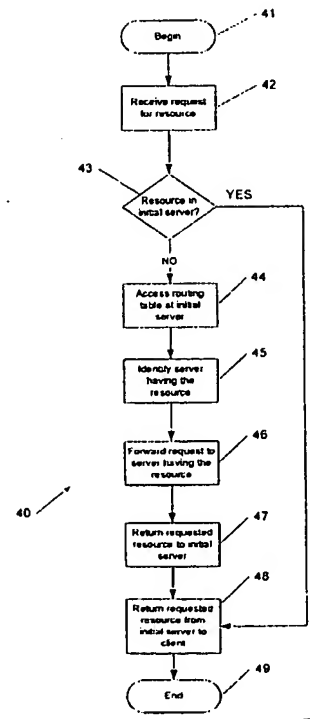 41
Begin
42
Receive request
for resource
43
Resource in
initial server?
YES
NO
44
Access routing
table at initial
server
45
Identify server
having the
resource
46
Forward request to
server having the
resource
40
47
Return requested
resource to initial
server
48
Return requested
resource from
initial server to
client
49
End